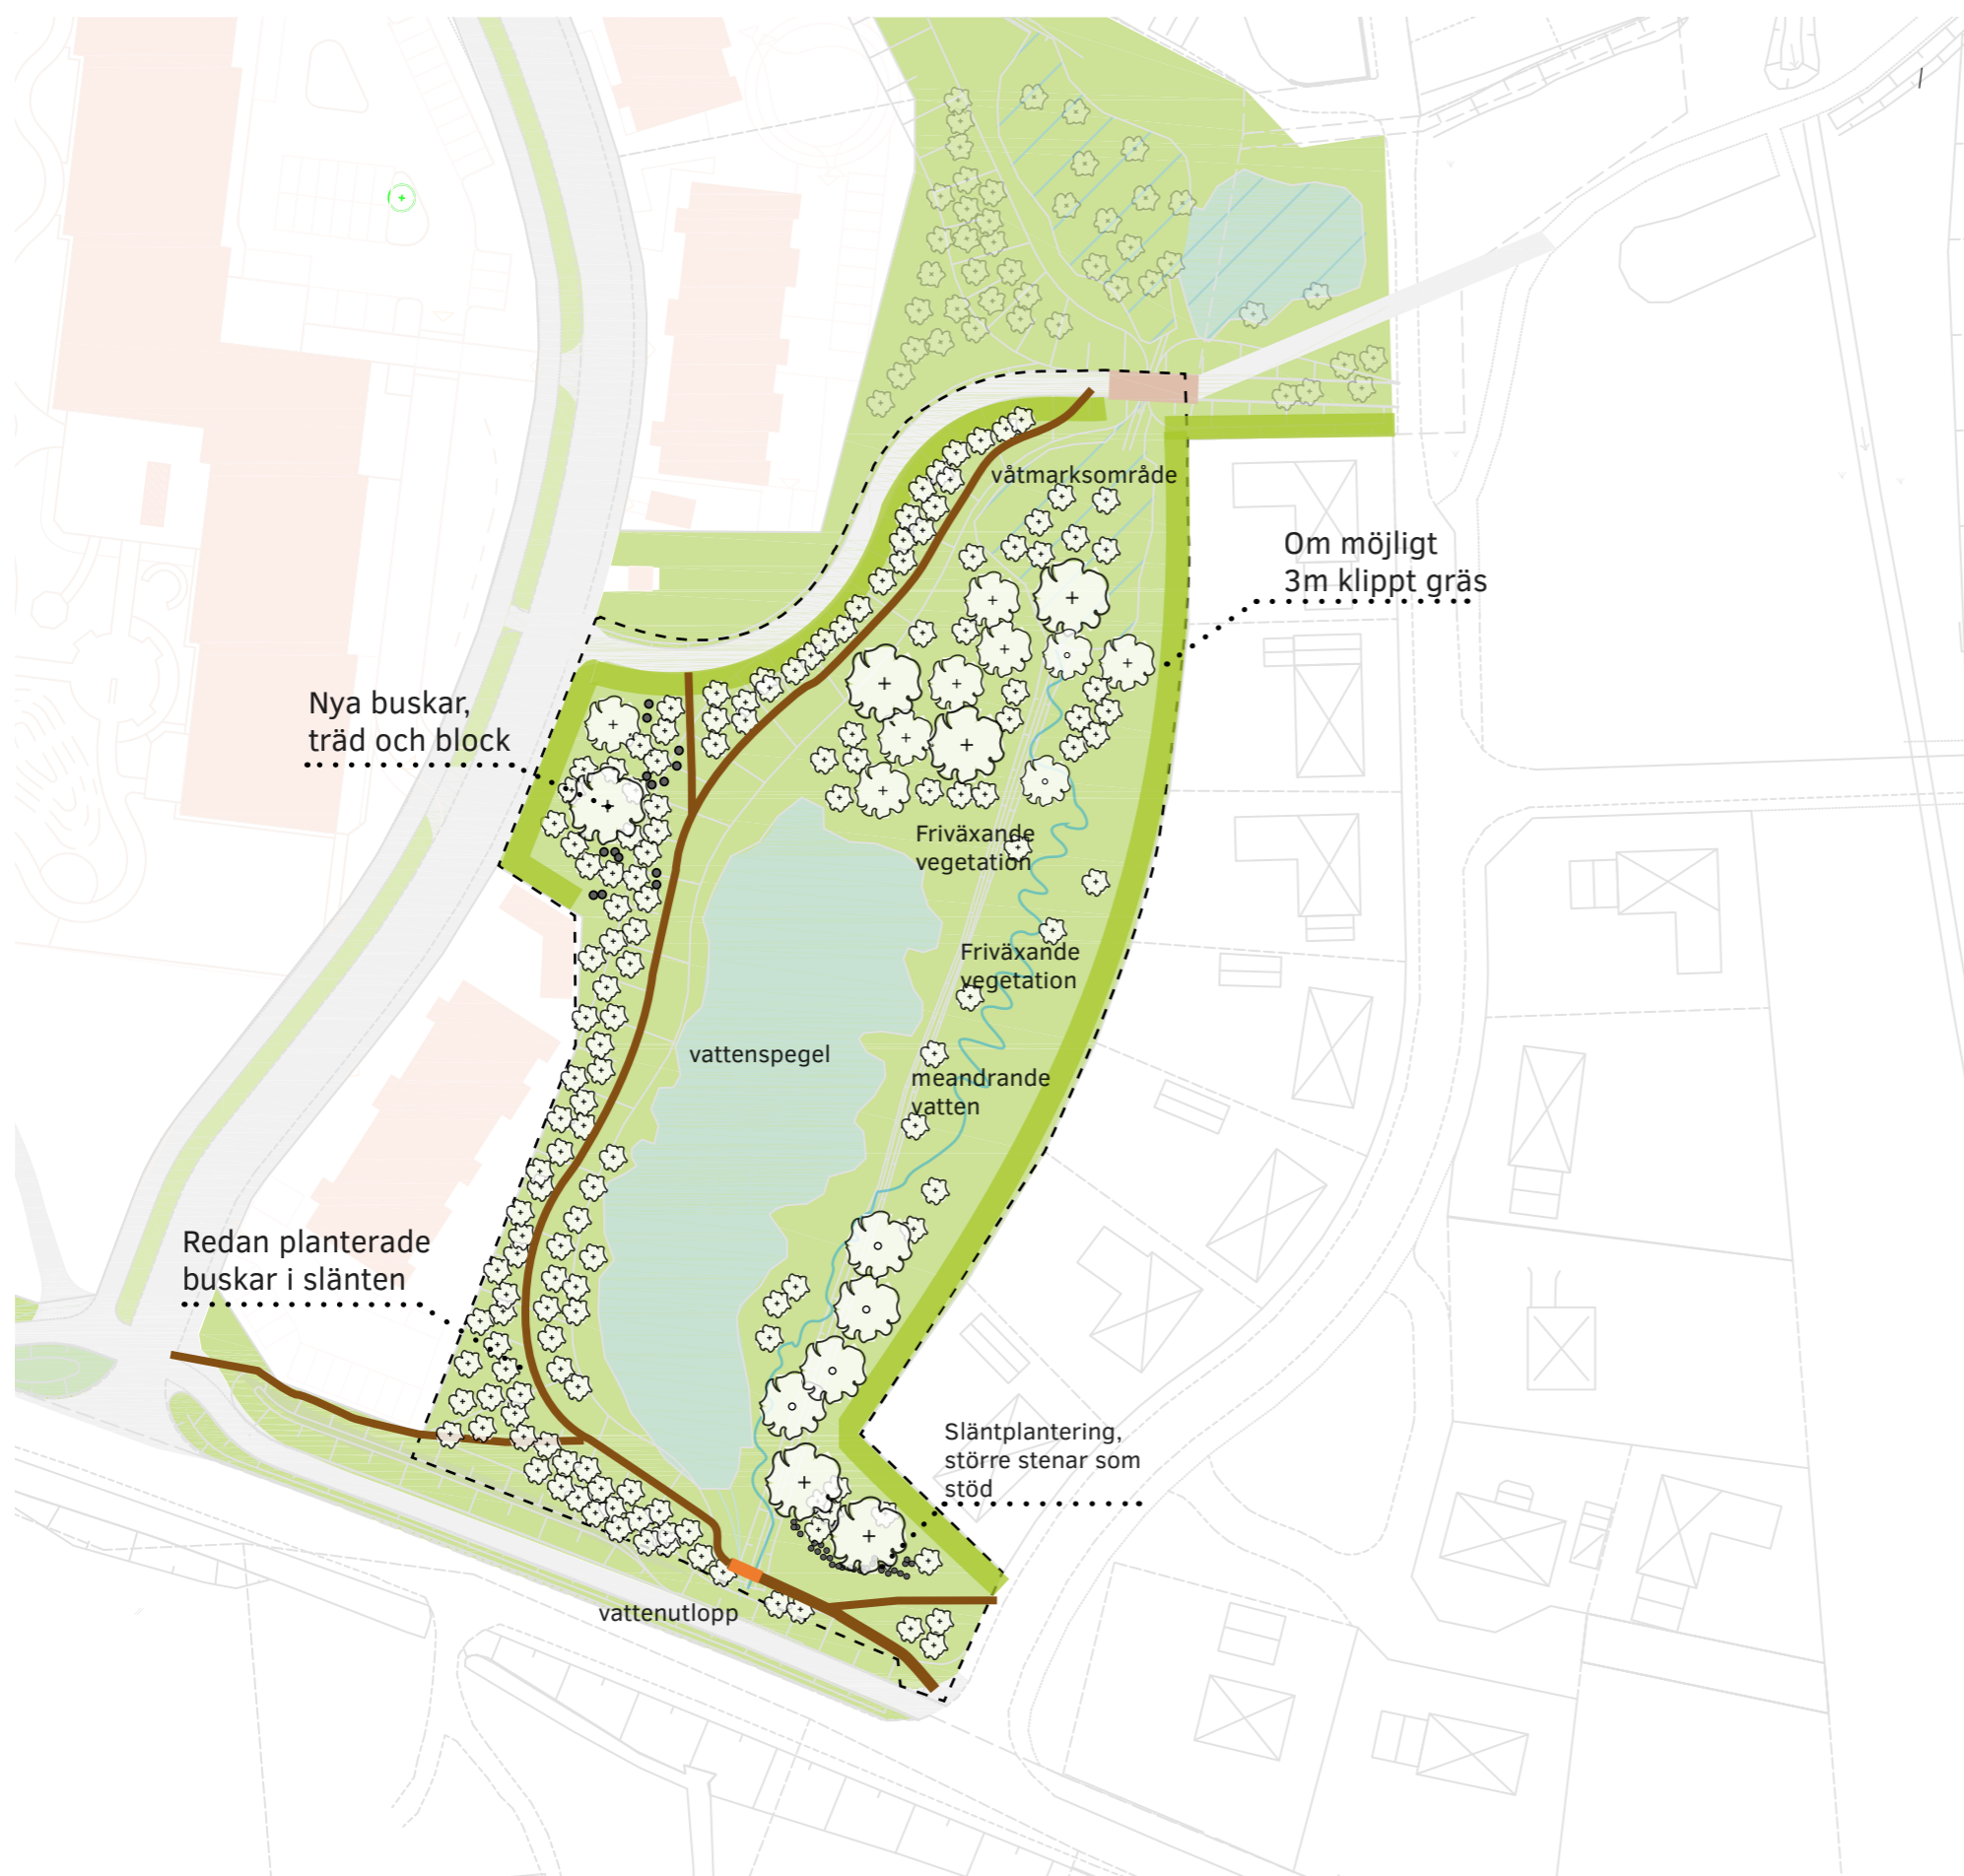 våtmarksområde
Om möjligt
3m klippt gräs
Nya buskar,
träd och block
Friväxande
vegetation
Friväxande
vegetation
vattenspegel
meandrande
vatten
Redan planterade
buskar i slänten
Släntplantering,
större stenar som
stöd
vattenutlopp